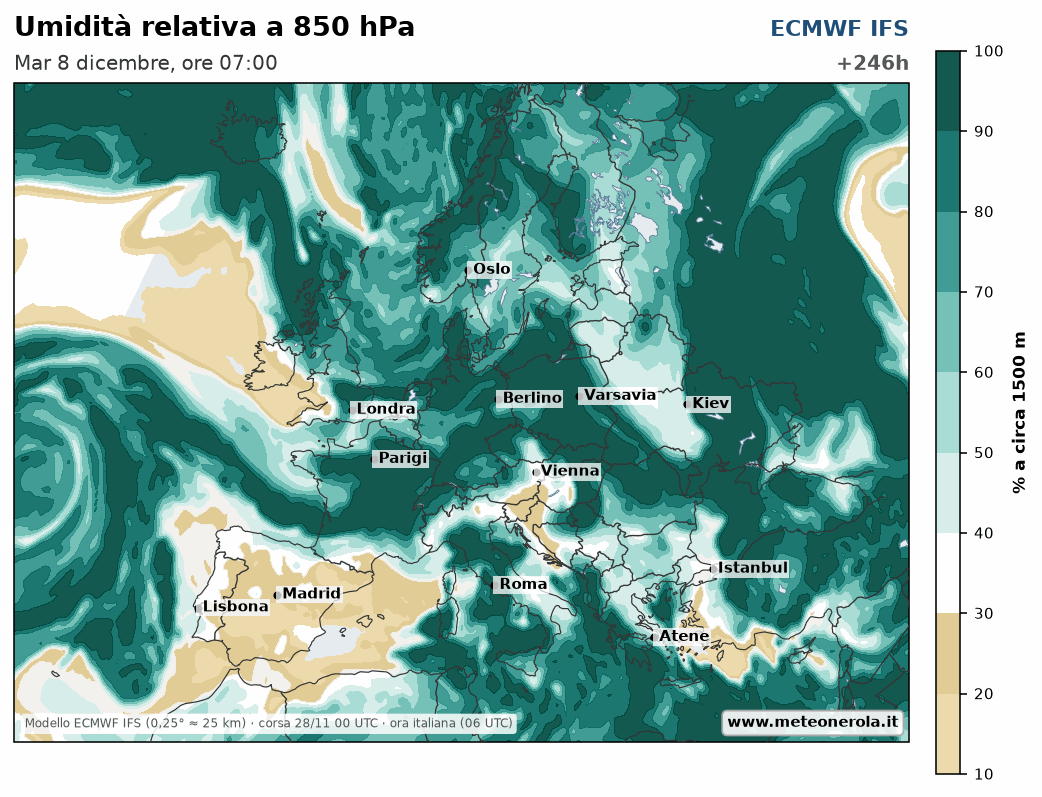 Umidità relativa a 850 hPa
ECMWF IFS
Mar 8 dicembre, ore 07:00
+246h
100
90
80
70
60
50
40
30
20
10
% a circa 1500 m
Oslo
Berlino
Varsavia
Kiev
Londra
Parigi
Vienna
Istanbul
Roma
Madrid
Lisbona
Atene
Modello ECMWF IFS (0,25° ≈ 25 km) · corsa 28/11 00 UTC · ora italiana (06 UTC)
www.meteonerola.it